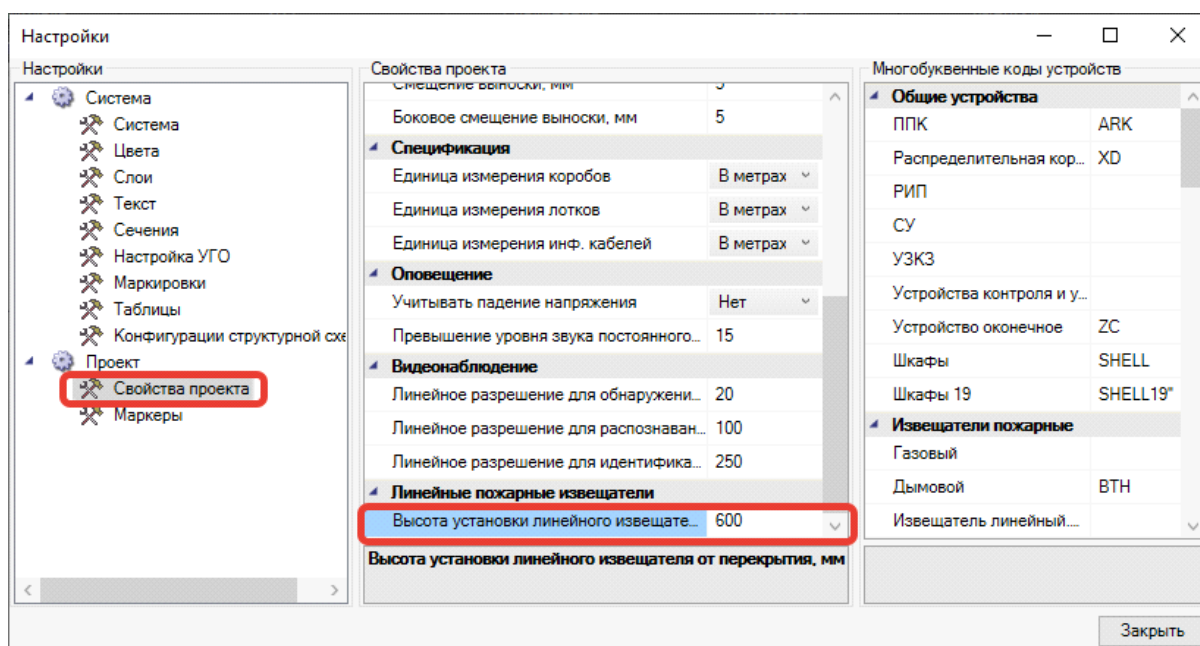 Настройки
Настройки
Система
Система
Цвета
Слои
Текст
Сечения
Настройка УГО
Маркировки
Таблицы
Конфигурации структурной схе
Проект
Свойства проекта
Маркеры
Свойства проекта
Смещение выноски, мм 5
Боковое смещение выноски, мм 5
Спецификация
Единица измерения коробов В метрах
Единица измерения лотков В метрах
Единица измерения инф. кабелей В метрах
Оповещение
Учитывать падение напряжения Нет
Превышение уровня звука постоянного... 15
Видеонаблюдение
Линейное разрешение для обнаружени... 20
Линейное разрешение для распознаван... 100
Линейное разрешение для идентифика... 250
Линейные пожарные извещатели
Высота установки линейного извещате... 600
Высота установки линейного извещателя от перекрытия, мм
Многобуквенные коды устройств
Общие устройства
ППК ARK
Распределительная кор... XD
РИП
СУ
УЗКЗ
Устройства контроля и у...
Устройство оконечное ZC
Шкафы SHELL
Шкафы 19 SHELL19"
Извещатели пожарные
Газовый
Дымовой BTH
Извещатель линейный....
Закрыть